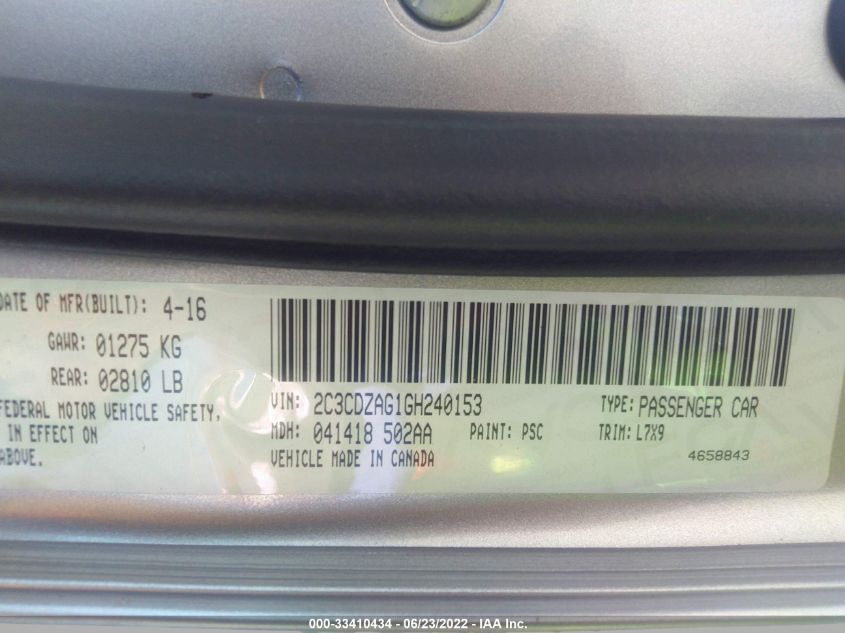 DATE OF MFR(BUILT): 4-16
GAWR: 01275 KG
REAR: 02810 LB
FEDERAL MOTOR VEHICLE SAFETY,
IN EFFECT ON
ABOVE.
VIN: 2C3CDZAG1GH240153
TYPE: PASSENGER CAR
MDH: 041418 502AA
PAINT: PSC
TRIM: L7X9
VEHICLE MADE IN CANADA
4658843
000-33410434 - 06/23/2022 - IAA Inc.